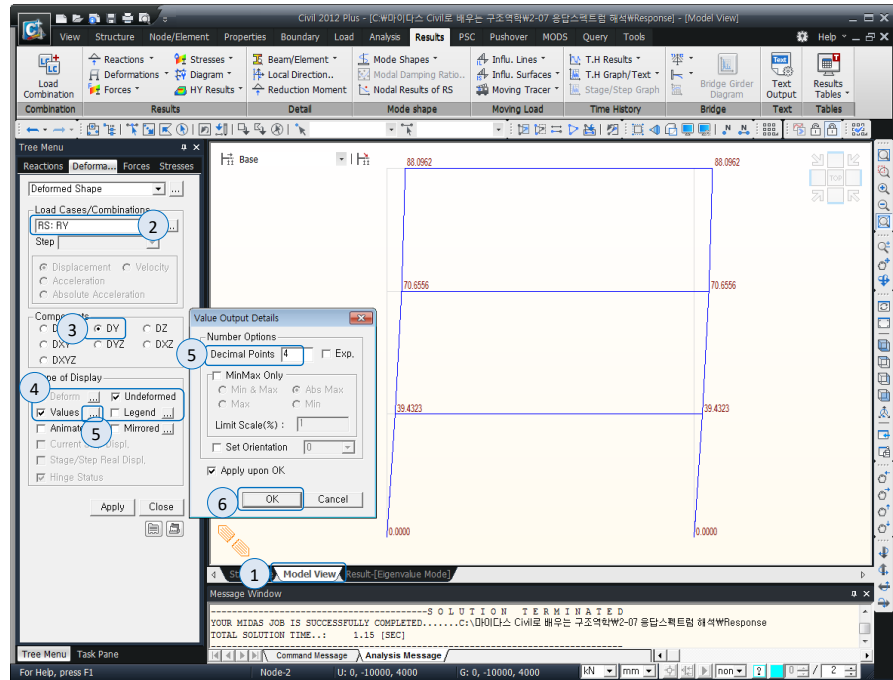 Civil 2012 Plus - [C:₩마이다스 Civil로 배우는 구조역학₩2-07 응답스펙트럼 해석₩Response] - [Model View]
View Structure Node/Element Properties Boundary Load Analysis Results PSC Pushover MODS Query Tools Help
Load Combination
Reactions
Deformations
Forces
Stresses
Diagram
HY Results
Beam/Element
Local Direction..
Reduction Moment
Mode Shapes
Modal Damping Ratio..
Nodal Results of RS
Influ. Lines
Influ. Surfaces
Moving Tracer
T.H Results
T.H Graph/Text
Stage/Step Graph
Bridge Girder Diagram
Text
Text Output
Results Tables
Combination Results Detail Mode shape Moving Load Time History Bridge Text Tables
Tree Menu
Reactions Deforma... Forces Stresses
Deformed Shape ...
Load Cases/Combinations
RS: RY 2
Step
Displacement Velocity
Acceleration
Absolute Acceleration
Components
3 DY DZ
DXY DYZ DXZ
DXYZ
4
Type of Display
Deform ... Undeformed
Values ... Legend ...
Animate Mirrored ...
5
Current Displ.
Stage/Step Real Displ.
Hinge Status
Apply Close
Base
88.0962 88.0962
TOP
70.6556 70.6556
39.4323 39.4323
0.0000 0.0000
Value Output Details
Number Options
5 Decimal Points 4 Exp.
MinMax Only
Min & Max Abs Max
Max Min
Limit Scale(%) : 1
Set Orientation 0
Apply upon OK
6 OK Cancel
1 Model View Result-[Eigenvalue Mode]
Message Window
SOLUTION TERMINATED
YOUR MIDAS JOB IS SUCCESSFULLY COMPLETED.......C:\마이다스 Civil로 배우는 구조역학₩2-07 응답스펙트럼 해석₩Response
TOTAL SOLUTION TIME..: 1.15 [SEC]
Command Message Analysis Message
Tree Menu Task Pane
For Help, press F1 Node-2 U: 0, -10000, 4000 G: 0, -10000, 4000 kN mm non ? 0 / 2